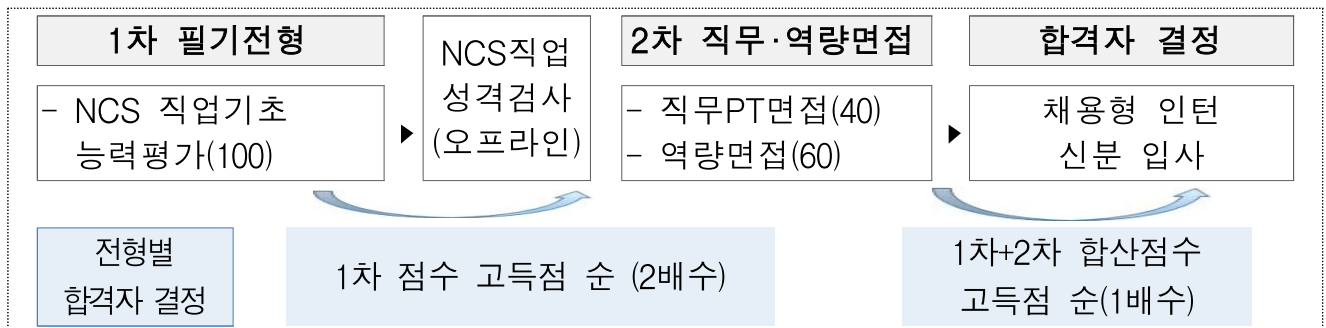 1차 필기전형
- NCS 직업기초
능력평가(100)
▶
NCS직업
성격검사
(오프라인)
2차 직무·역량면접
- 직무PT면접(40)
- 역량면접(60)
▶
합격자 결정
채용형 인턴
신분 입사
전형별
합격자 결정
1차 점수 고득점 순 (2배수)
1차+2차 합산점수
고득점 순(1배수)